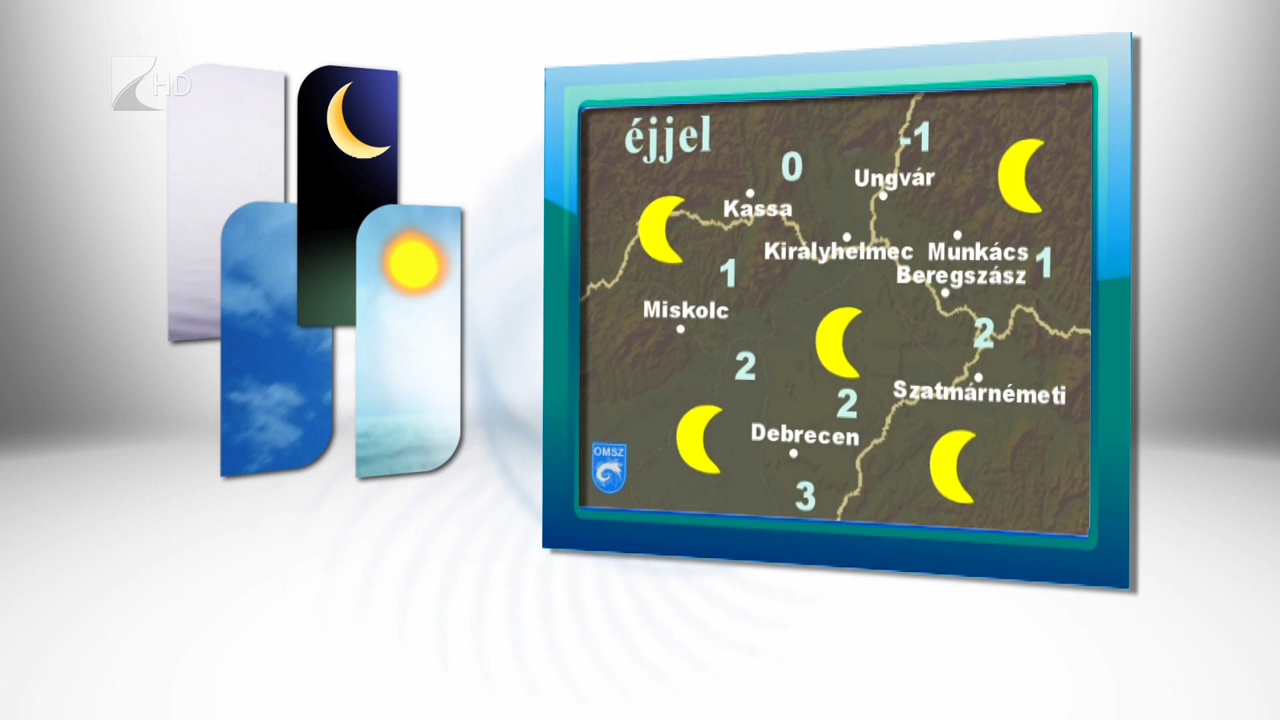 HD
éjjel
-1
0
Ungvár
Kassa
Királyhelmec
Munkács
1
1
Beregszász
Miskolc
2
2
Szatmárnémeti
2
Debrecen
OMSZ
3